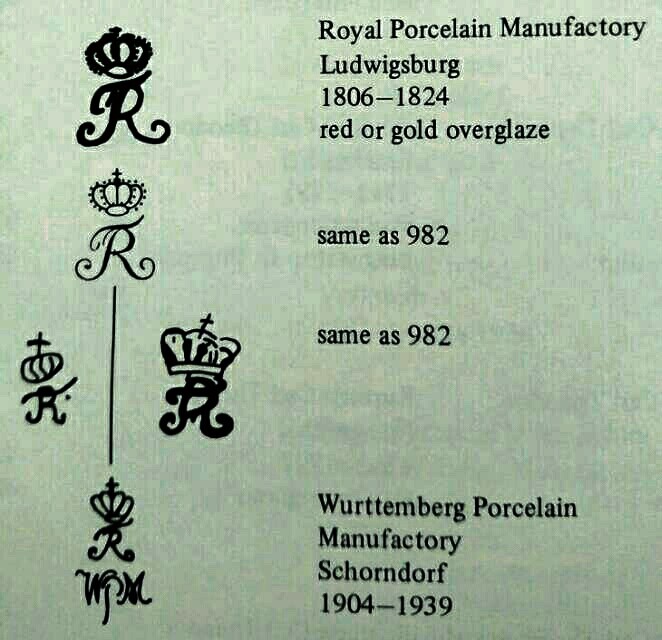 Royal Porcelain Manufactory
Ludwigsburg
1806–1824
red or gold overglaze
R
same as 982
R
same as 982
R
R
Wurttemberg Porcelain
Manufactory
Schorndorf
1904–1939
R
WPM